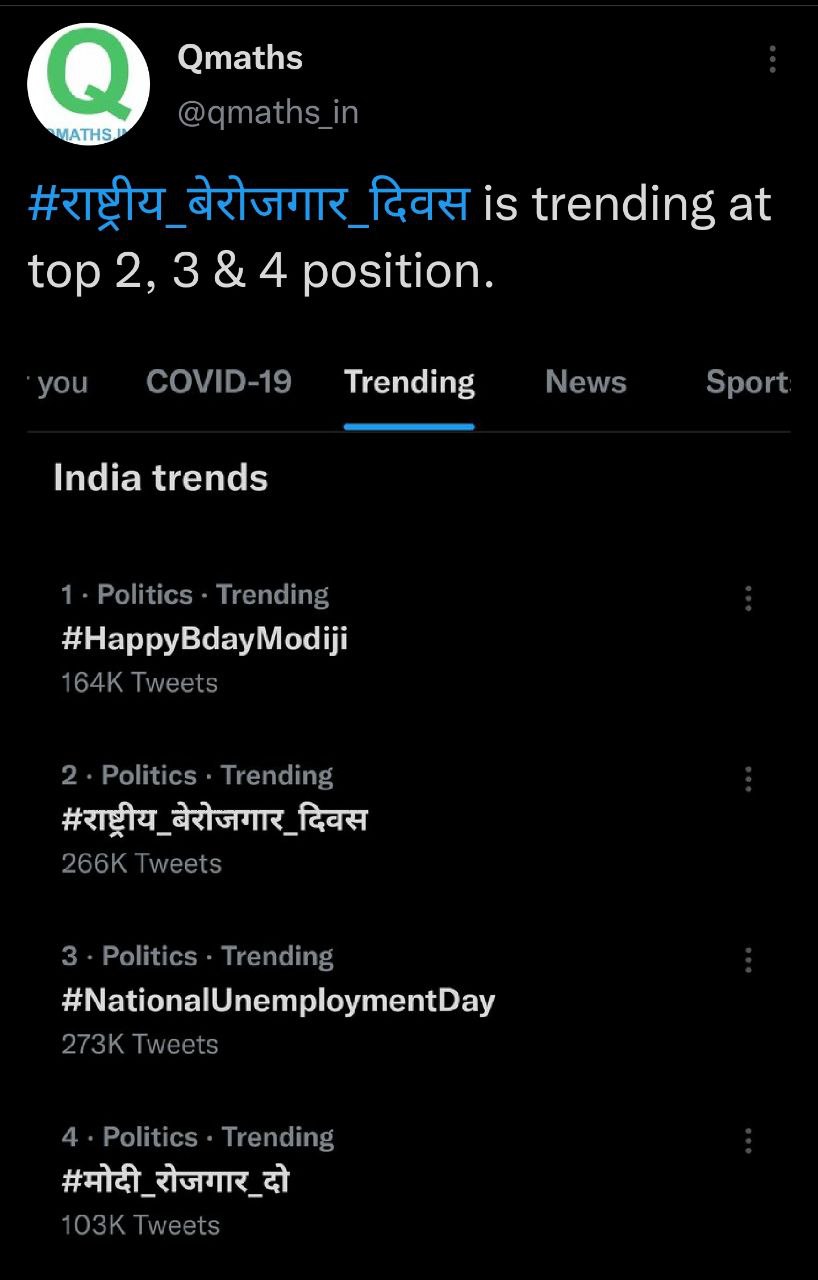 Qmaths
@qmaths_in
MATHS.IN
#राष्ट्रीय_बेरोजगार_दिवस is trending at
top 2, 3 & 4 position.
you COVID-19 Trending News Sports
India trends
1 · Politics · Trending
#HappyBdayModiji
164K Tweets
2 · Politics · Trending
#राष्ट्रीय_बेरोजगार_दिवस
266K Tweets
3 · Politics · Trending
#NationalUnemploymentDay
273K Tweets
4 · Politics · Trending
#मोदी_रोजगार_दो
103K Tweets